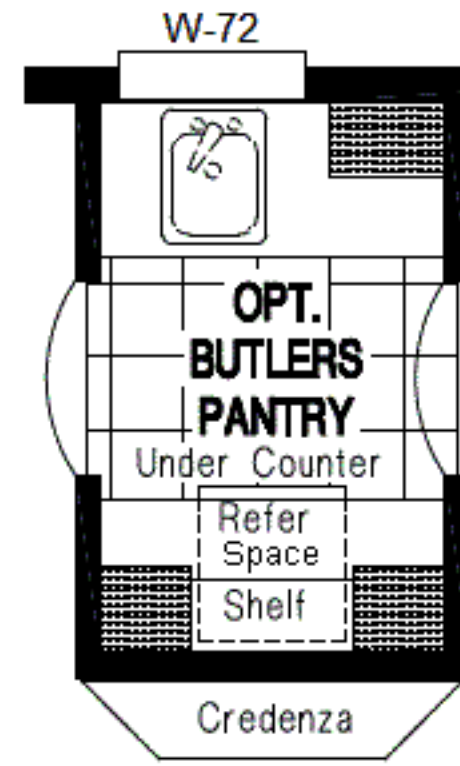 W-72
OPT.
BUTLERS
PANTRY
Under Counter
Refer
Space
Shelf
Credenza